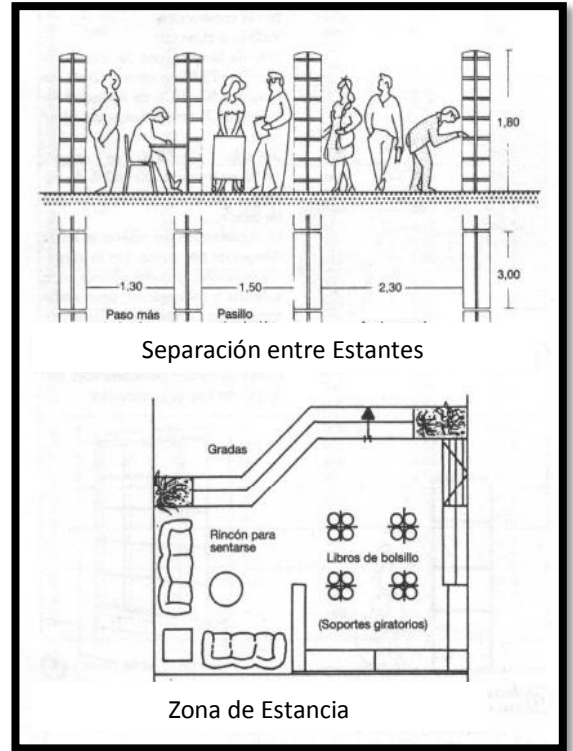 1,80
3,00
1.30
1,50
2,30
Paso más
Pasillo
Separación entre Estantes
Gradas
Rincón para
sentarse
Libros de bolsillo
(Soportes giratorios)
Zona de Estancia